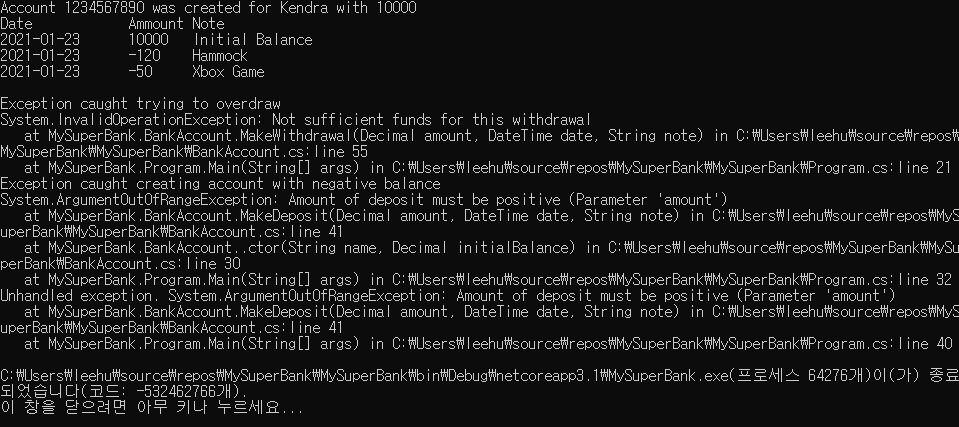 Account 1234567890 was created for Kendra with 10000
Date Ammount Note
2021-01-23 10000 Initial Balance
2021-01-23 -120 Hammock
2021-01-23 -50 Xbox Game
Exception caught trying to overdraw
System.InvalidOperationException: Not sufficient funds for this withdrawal
at MySuperBank.BankAccount.MakeWithdrawal(Decimal amount, DateTime date, String note) in C:₩Users₩leehu₩source₩repos₩
MySuperBank₩MySuperBank₩BankAccount.cs:line 55
at MySuperBank.Program.Main(String[] args) in C:₩Users₩leehu₩source₩repos₩MySuperBank₩MySuperBank₩Program.cs:line 21
Exception caught creating account with negative balance
System.ArgumentOutOfRangeException: Amount of deposit must be positive (Parameter 'amount')
at MySuperBank.BankAccount.MakeDeposit(Decimal amount, DateTime date, String note) in C:₩Users₩leehu₩source₩repos₩MyS
uperBank₩MySuperBank₩BankAccount.cs:line 41
at MySuperBank.BankAccount..ctor(String name, Decimal initialBalance) in C:₩Users₩leehu₩source₩repos₩MySuperBank₩MySu
perBank₩BankAccount.cs:line 30
at MySuperBank.Program.Main(String[] args) in C:₩Users₩leehu₩source₩repos₩MySuperBank₩MySuperBank₩Program.cs:line 32
Unhandled exception. System.ArgumentOutOfRangeException: Amount of deposit must be positive (Parameter 'amount')
at MySuperBank.BankAccount.MakeDeposit(Decimal amount, DateTime date, String note) in C:₩Users₩leehu₩source₩repos₩MyS
uperBank₩MySuperBank₩BankAccount.cs:line 41
at MySuperBank.Program.Main(String[] args) in C:₩Users₩leehu₩source₩repos₩MySuperBank₩MySuperBank₩Program.cs:line 40
C:₩Users₩leehu₩source₩repos₩MySuperBank₩MySuperBank₩bin₩Debug₩netcoreapp3.1₩MySuperBank.exe(프로세스 64276개)이(가) 종료
되었습니다(코드: -532462766개).
이 창을 닫으려면 아무 키나 누르세요...